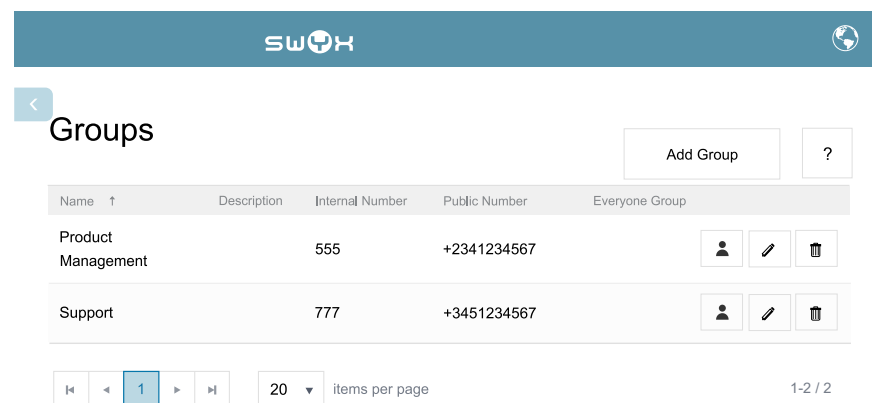 swyx
Groups
Add Group ?
Name ↑ Description Internal Number Public Number Everyone Group
Product
Management
555 +2341234567
Support 777 +3451234567
1 20 items per page 1-2 / 2